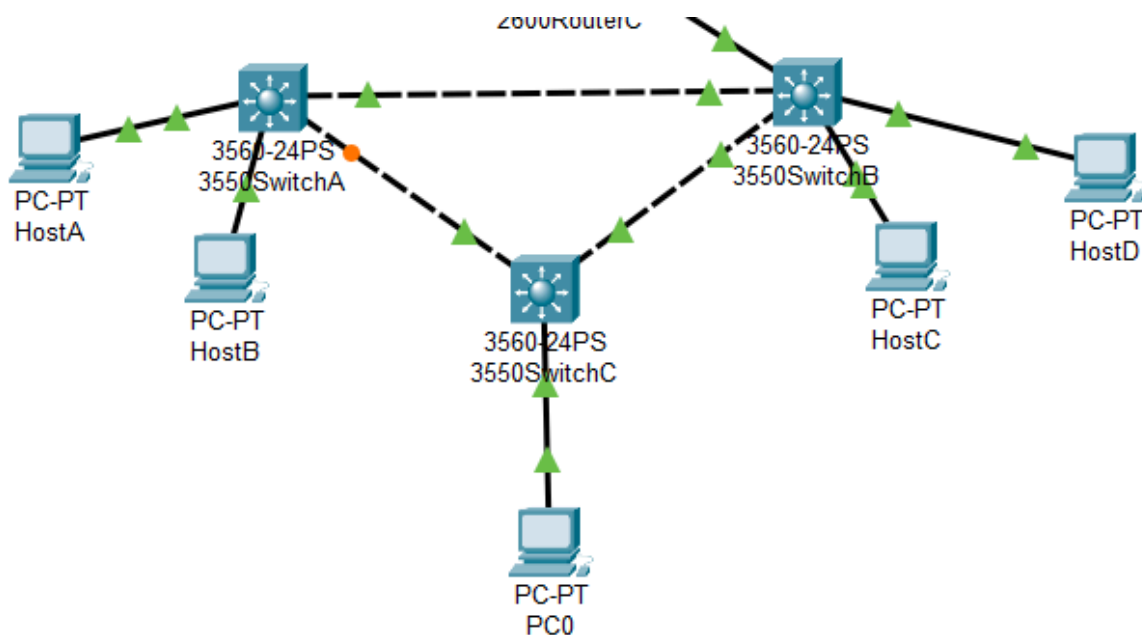 2600RouterC
3560-24PS
3550SwitchA
3560-24PS
3550SwitchB
PC-PT
HostA
PC-PT
HostD
PC-PT
HostB
PC-PT
HostC
3560-24PS
3550SwitchC
PC-PT
PC0